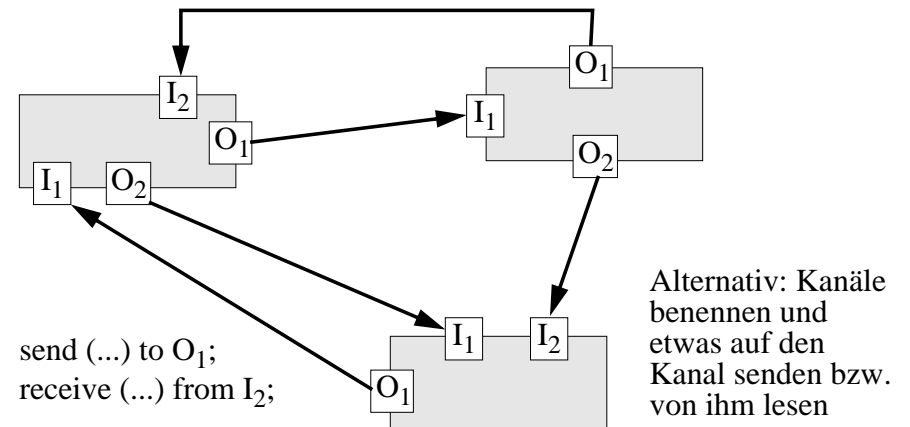 O₁
I₂
I₁
O₁
O₂
I₁
O₂
I₁
I₂
O₁
send (...) to O₁;
receive (...) from I₂;
Alternativ: Kanäle
benennen und
etwas auf den
Kanal senden bzw.
von ihm lesen